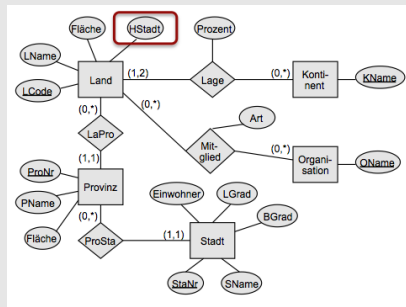 Fläche
HStadt
Prozent
LName
Land
(1,2)
Lage
(0,*)
Konti-
nent
KName
LCode
(0,*)
(0,*)
Art
LaPro
Mit-
glied
(0,*)
Organi-
sation
OName
(1,1)
ProNr
Provinz
PName
Einwohner
LGrad
BGrad
(0,*)
Fläche
ProSta
(1,1)
Stadt
StaNr
SName